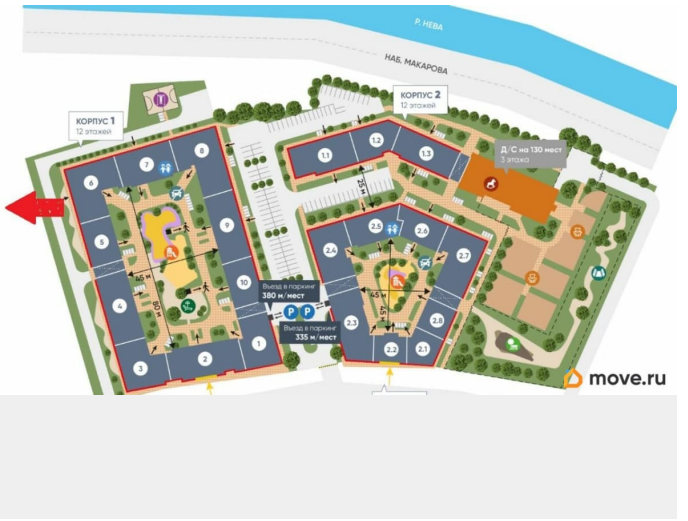 Р. НЕВА
НАБ. МАКАРОВА
КОРПУС 1
12 этажей
КОРПУС 2
12 этажей
Д/С на 130 мест
3 этажа
1.1
1.2
1.3
6
7
8
5
9
4
10
3
2
1
45 м
80 м
25 м
2.5
2.6
2.4
2.7
2.3
2.8
2.2
2.1
45 м
45 м
Въезд в паркинг
380 м/мест
P P
Въезд в паркинг
335 м/мест
move.ru